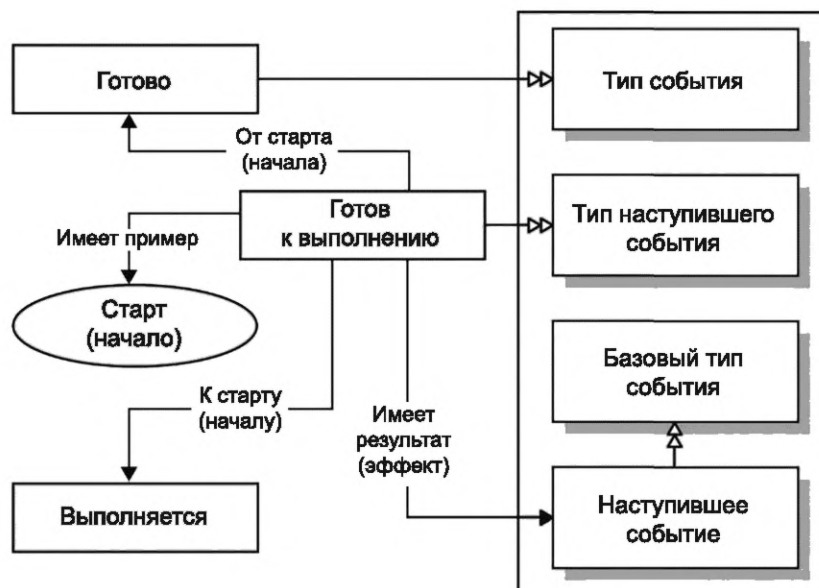 Готово
Тип события
От старта
(начала)
Готов
к выполнению
Тип наступившего
события
Имеет пример
Старт
(начало)
Базовый тип
события
К старту
(началу)
Имеет
результат
(эффект)
Выполняется
Наступившее
событие